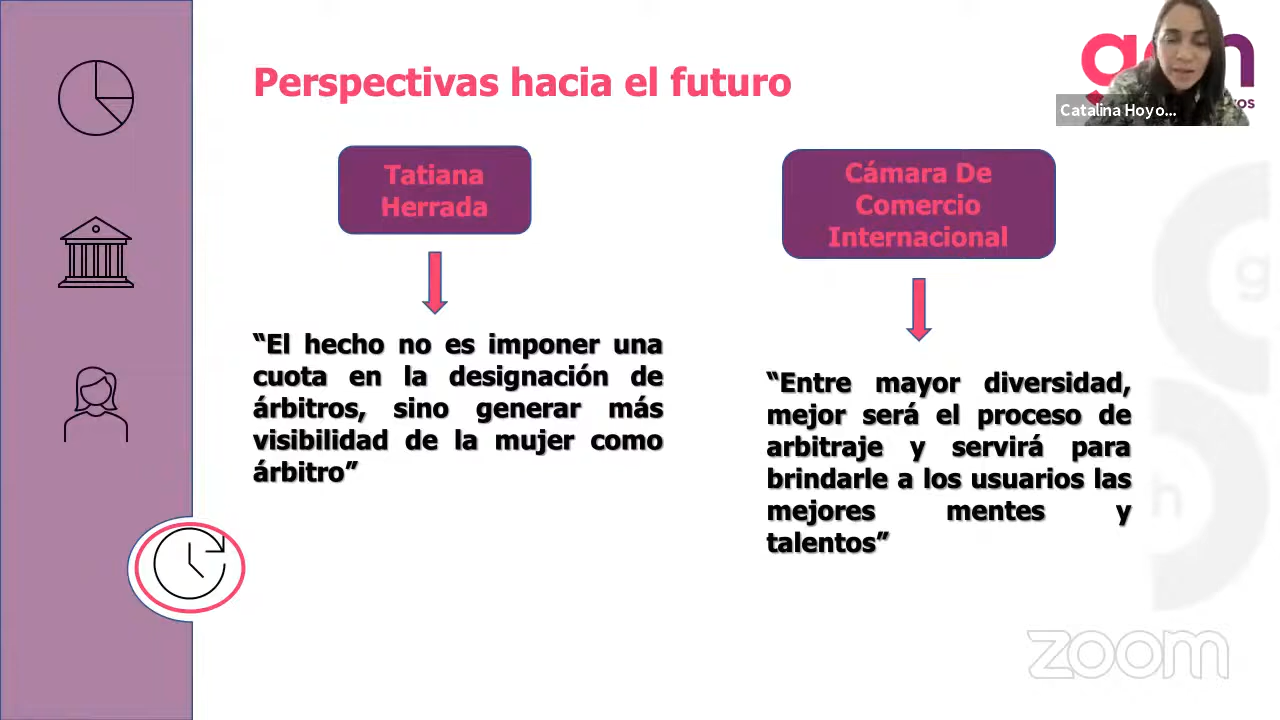 Perspectivas hacia el futuro
Catalina Hoyo...
Tatiana
Herrada
Cámara De
Comercio
Internacional
“El hecho no es imponer una
cuota en la designación de
árbitros, sino generar más
visibilidad de la mujer como
árbitro”
“Entre mayor diversidad,
mejor será el proceso de
arbitraje y servirá para
brindarle a los usuarios las
mejores mentes y
talentos”
zoom